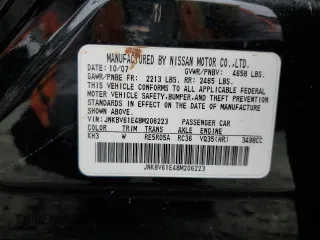 MANUFACTURED BY NISSAN MOTOR CO.,LTD.
DATE: 10/07 GVWR/PNBV: 4658 LBS.
GAWR/PNBE FR: 2213 LBS. RR: 2485 LBS.
THIS VEHICLE CONFORMS TO ALL APPLICABLE FEDERAL
MOTOR VEHICLE SAFETY,BUMPER,AND THEFT PREVENTION
STANDARDS IN EFFECT ON THE DATE OF MANUFACTURE
SHOWN ABOVE.
VIN:JNKBV61E48M206223 PASSENGER CAR
COLOR TRIM TRANS AXLE ENGINE
KH3 W RE5R05A RC36 VQ35(HR) 3498CC
JNKBV61E48M206223